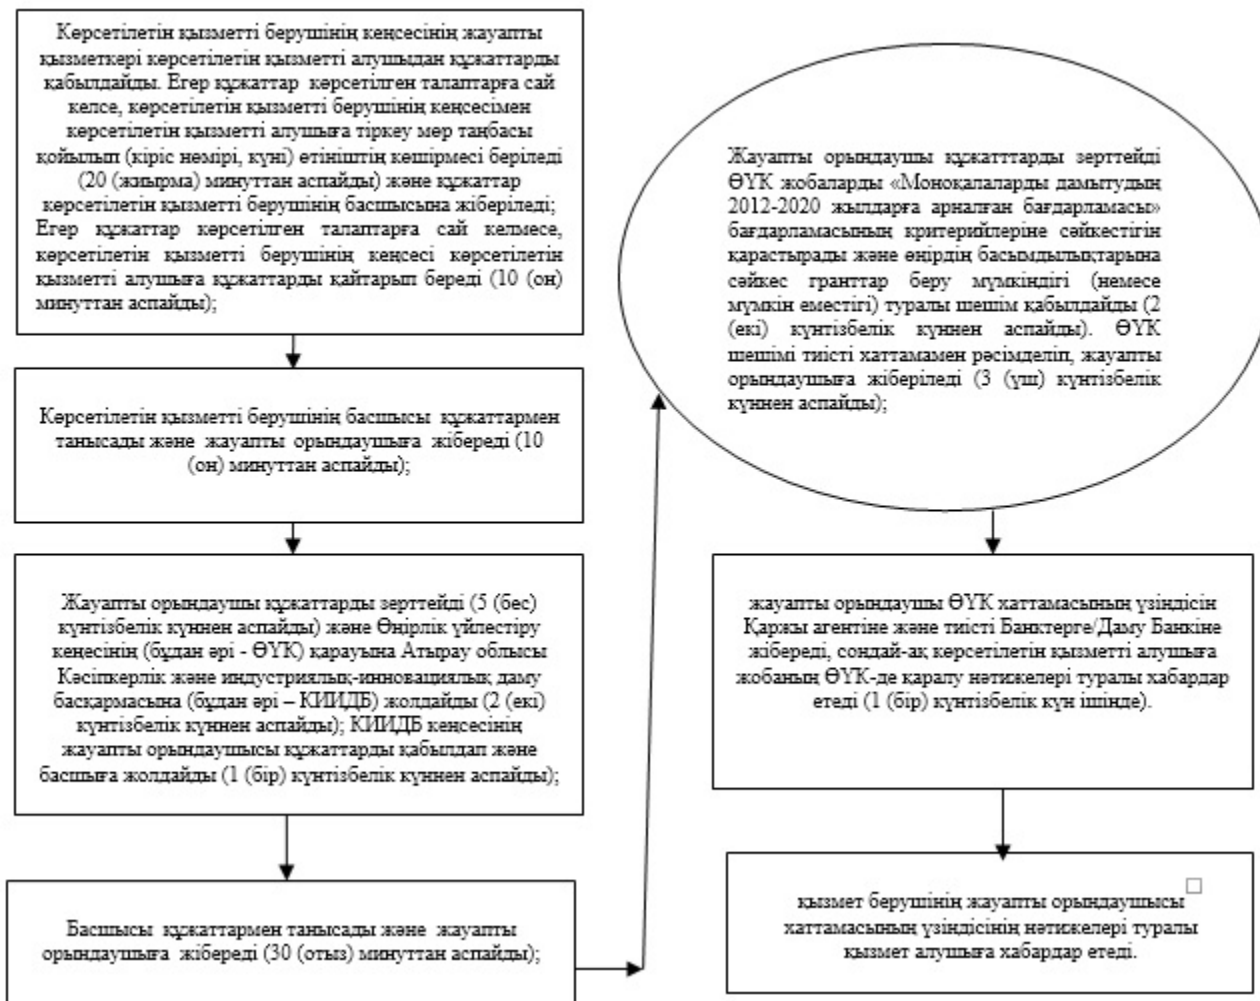 Көрсетілетін қызметті берушінің кеңсесінің жауапты
қызметкері көрсетілетін қызметті алушыдан құжаттарды
қабылдайды. Егер құжаттар көрсетілген талаптарға сай
келсе, көрсетілетін қызметті берушінің кеңсесімен
көрсетілетін қызметті алушыға тіркеу мөр таңбасы
қойылып (кіріс нөмірі, күні) өтініштің көшірмесі беріледі
(20 (жиырма) минуттан аспайды) және құжаттар
көрсетілетін қызметті берушінің басшысына жіберіледі;
Егер құжаттар көрсетілген талаптарға сай келмесе,
көрсетілетін қызметті берушінің кеңсесі көрсетілетін
қызметті алушыға құжаттарды қайтарып береді (10 (он)
минуттан аспайды);
Көрсетілетін қызметті берушінің басшысы құжаттармен
танысады және жауапты орындаушыға жібереді (10
(он) минуттан аспайды);
Жауапты орындаушы құжаттарды зерттейді (5 (бес)
күнтізбелік күннен аспайды) және Өңірлік үйлестіру
кеңесінің (бұдан әрі - ӨҮК) қарауына Атырау облысы
Кәсіпкерлік және индустриялық-инновациялық даму
басқармасына (бұдан әрі – КИИДБ) жолдайды (2 (екі)
күнтізбелік күннен аспайды); КИИДБ кеңсесінің
жауапты орындаушысы құжаттарды қабылдап және
басшыға жолдайды (1 (бір) күнтізбелік күннен аспайды);
Басшысы құжаттармен танысады және жауапты
орындаушыға жібереді (30 (отыз) минуттан аспайды);
Жауапты орындаушы құжатттарды зерттейді
ӨҮК жобаларды «Моноқалаларды дамытудың
2012-2020 жылдарға арналған бағдарламасы»
бағдарламасының критерийлеріне сәйкестігін
қарастырады және өңірдің басымдылықтарына
сәйкес гранттар беру мүмкіндігі (немесе
мүмкін еместігі) туралы шешім қабылдайды (2
(екі) күнтізбелік күннен аспайды). ӨҮК
шешімі тиісті хаттамамен рәсімделіп, жауапты
орындаушыға жіберіледі (3 (үш) күнтізбелік
күннен аспайды);
жауапты орындаушы ӨҮК хаттамасының үзіндісін
Қаржы агентіне және тиісті Банктерге/Даму Банкіне
жібереді, сондай-ақ көрсетілетін қызметті алушыға
жобаның ӨҮК-де қаралу нәтижелері туралы хабардар
етеді (1 (бір) күнтізбелік күн ішінде).
қызмет берушінің жауапты орындаушысы
хаттамасының үзіндісінің нәтижелері туралы
қызмет алушыға хабардар етеді.